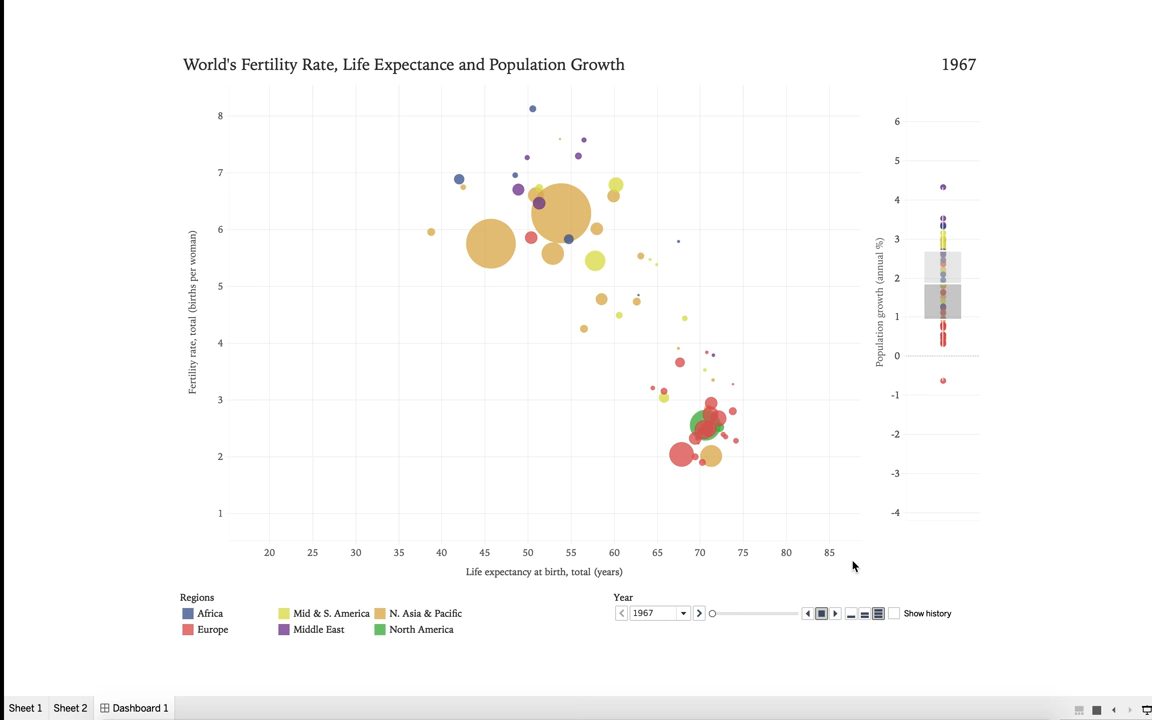 World's Fertility Rate, Life Expectance and Population Growth
1967
8
7
6
5
4
3
2
1
Fertility rate, total (births per woman)
20 25 30 35 40 45 50 55 60 65 70 75 80 85
Life expectancy at birth, total (years)
6
5
4
3
2
1
0
-1
-2
-3
-4
Population growth (annual %)
Regions
Africa
Mid & S. America
N. Asia & Pacific
Europe
Middle East
North America
Year
1967
Show history
Sheet 1 Sheet 2 Dashboard 1